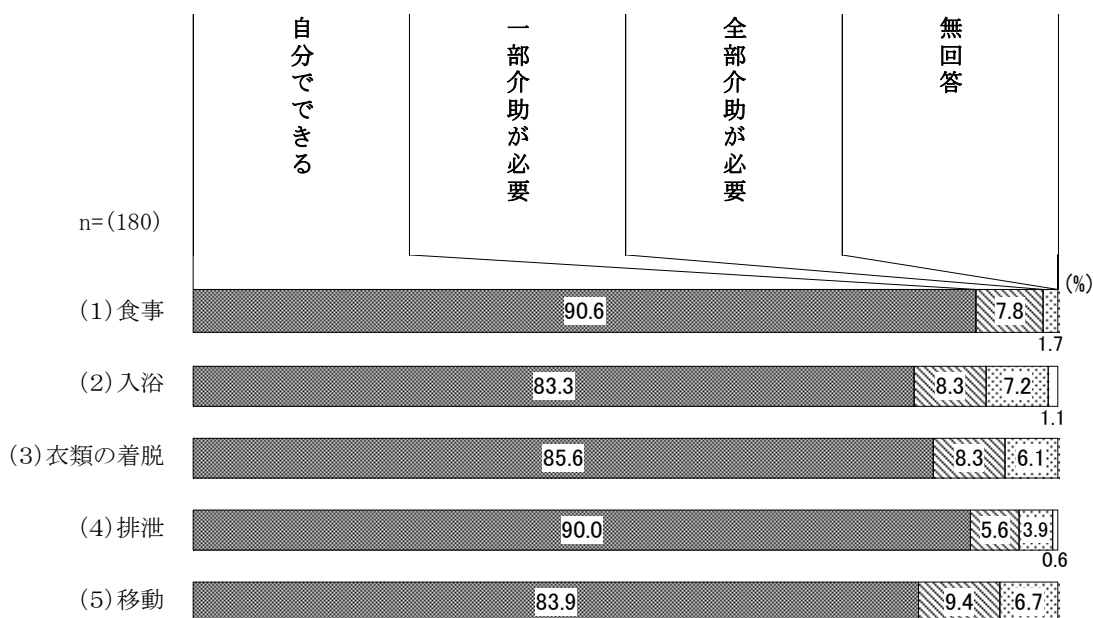 自分でできる
一部介助が必要
全部介助が必要
無回答
n=(180)
(%)
(1)食事 90.6 7.8
1.7
(2)入浴 83.3 8.3 7.2
1.1
(3)衣類の着脱 85.6 8.3 6.1
(4)排泄 90.0 5.6 3.9
0.6
(5)移動 83.9 9.4 6.7